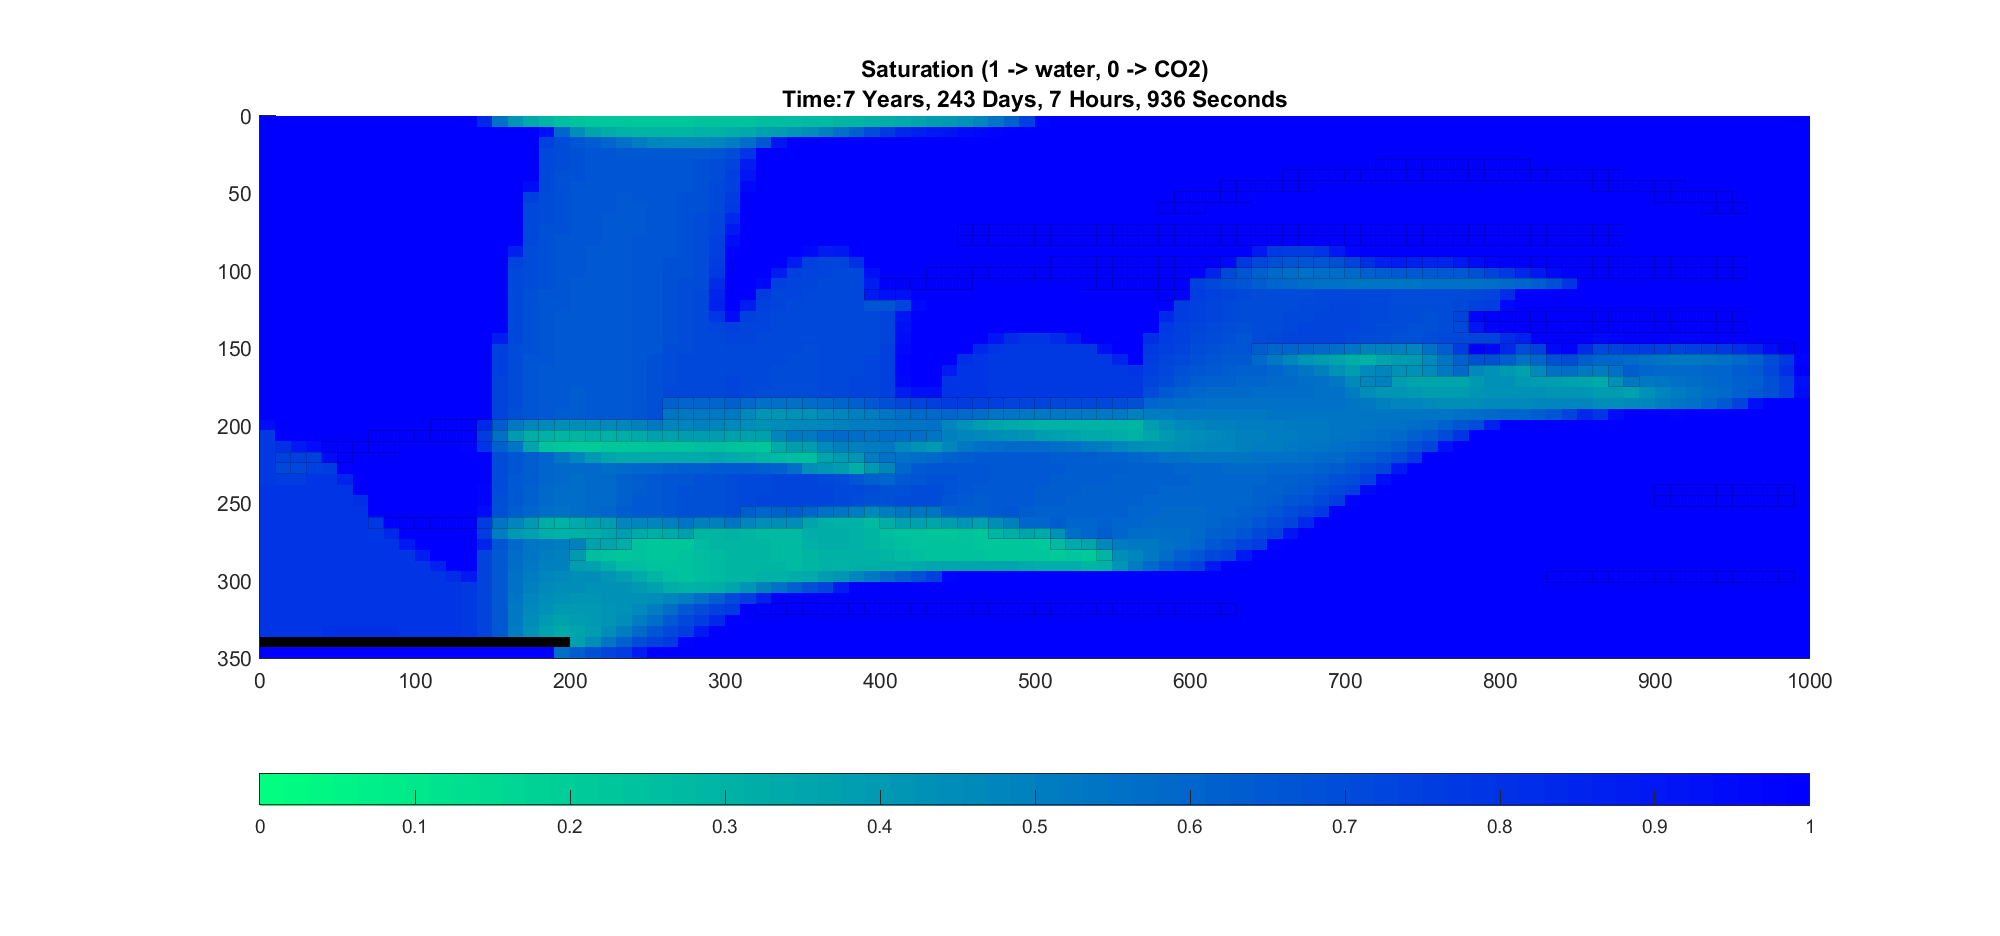 Saturation (1 -> water, 0 -> CO2)
Time:7 Years, 243 Days, 7 Hours, 936 Seconds
0
50
100
150
200
250
300
350
0 100 200 300 400 500 600 700 800 900 1000
0 0.1 0.2 0.3 0.4 0.5 0.6 0.7 0.8 0.9 1